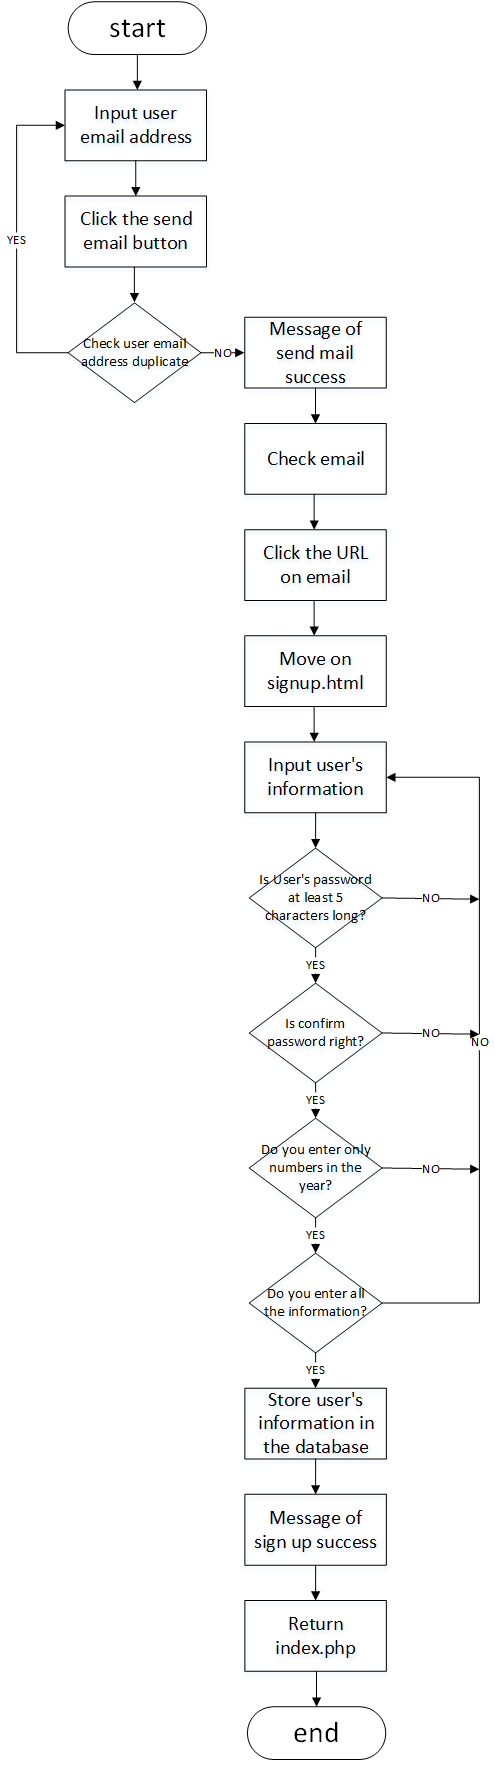 start
Input user
email address
Click the send
email button
YES
Check user email
address duplicate
NO
Message of
send mail
success
Check email
Click the URL
on email
Move on
signup.html
Input user's
information
Is User's password
at least 5
characters long?
NO
YES
Is confirm
password right?
NO
NO
YES
Do you enter only
numbers in the
year?
NO
YES
Do you enter all
the information?
YES
Store user's
information in
the database
Message of
sign up success
Return
index.php
end